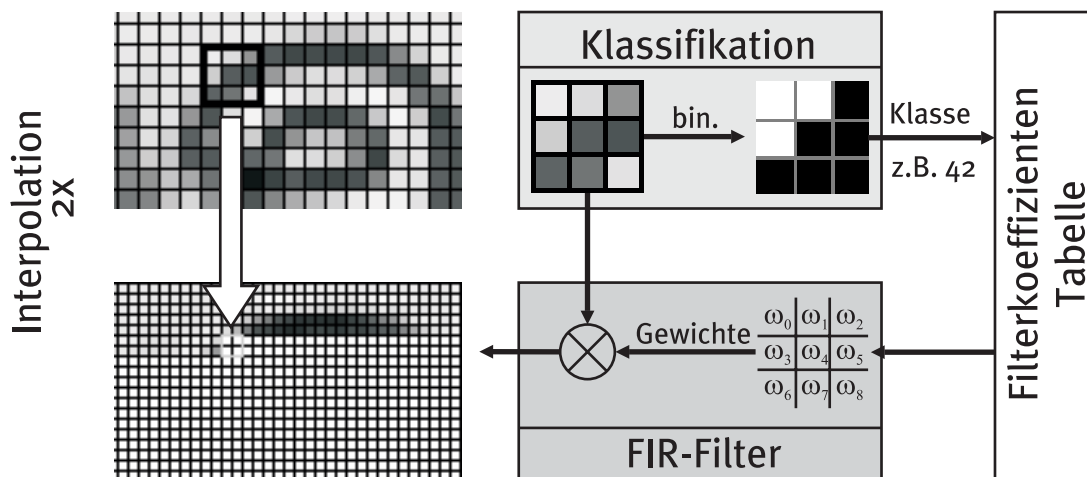 Interpolation
2X
Klassifikation
bin.
Klasse
z.B. 42
Filterkoeffizienten
Tabelle
Gewichte
ω₀ ω₁ ω₂
ω₃ ω₄ ω₅
ω₆ ω₇ ω₈
FIR-Filter